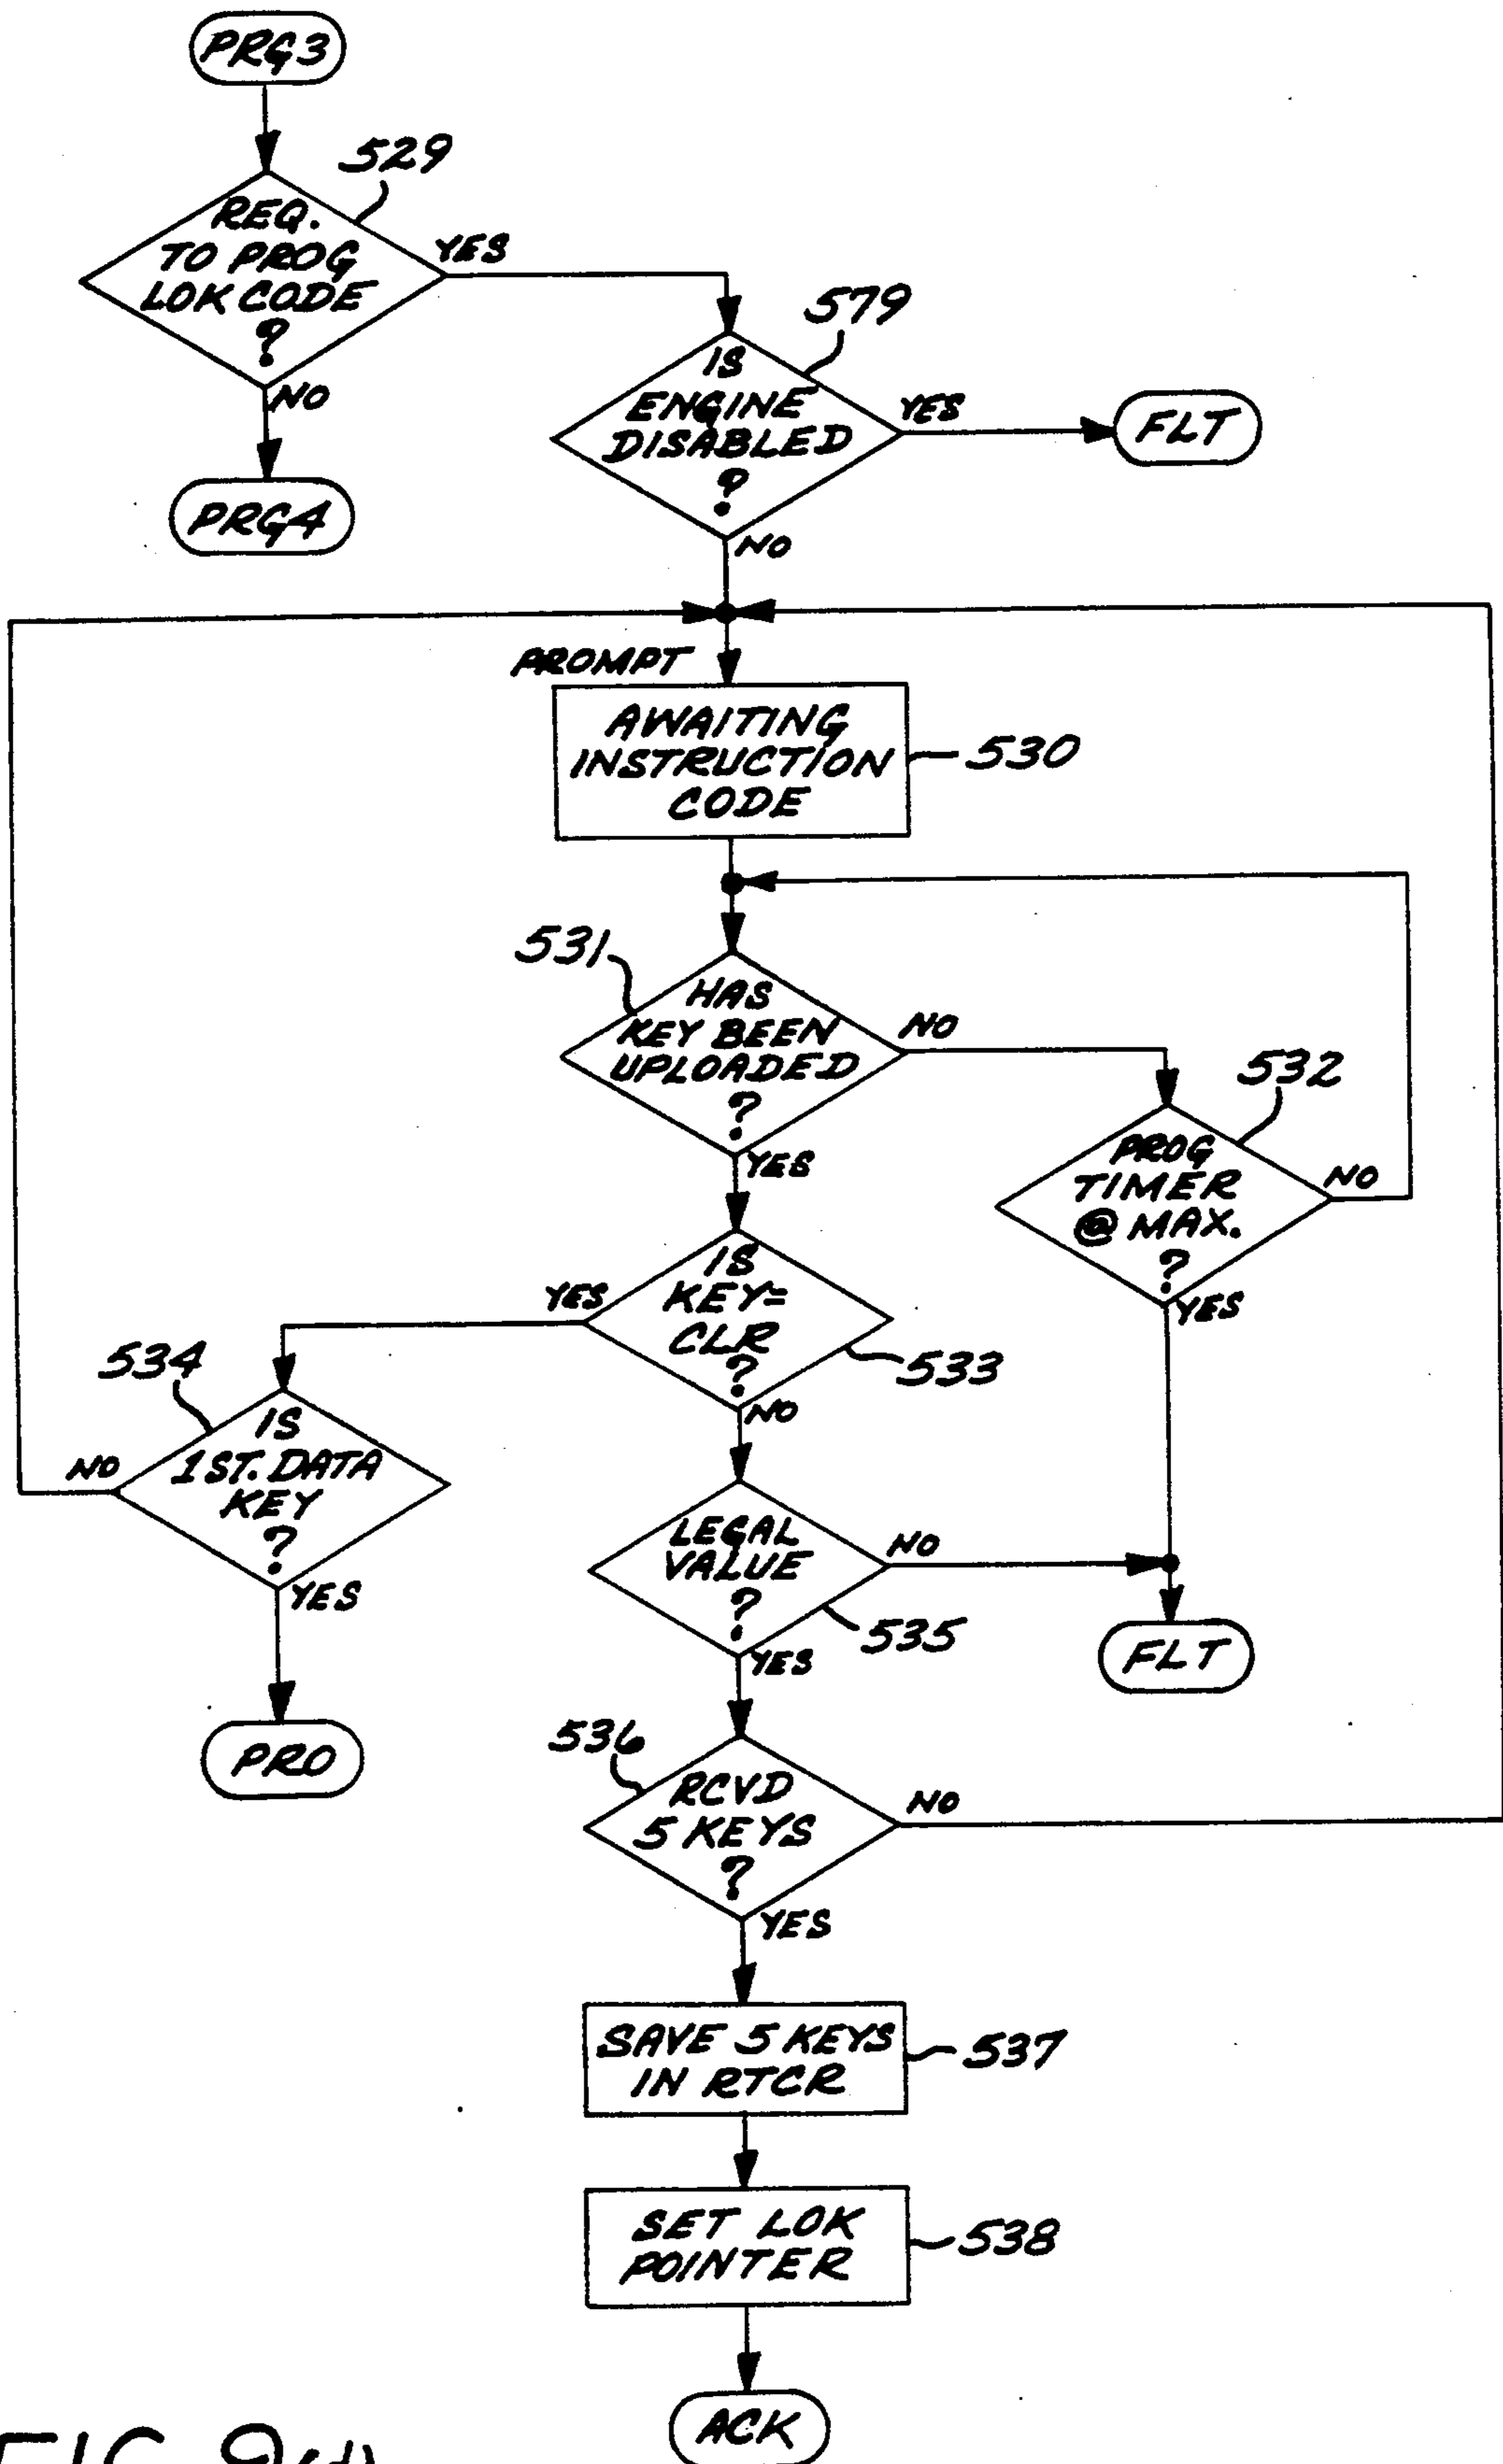 PRG3
529
REQ.
TO PROG
LOK CODE
?
YES
NO
PRG4
579
IS
ENGINE
DISABLED
?
YES
FLT
NO
PROMPT
AWAITING
INSTRUCTION
CODE
530
531
HAS
KEY BEEN
UPLOADED
?
NO
YES
532
PROG
TIMER
@ MAX.
?
NO
YES
IS
KEY=
CLR
?
YES
533
NO
534
IS
1ST. DATA
KEY
?
NO
YES
PRO
LEGAL
VALUE
?
NO
535
YES
FLT
536
RCVD
5 KEYS
?
NO
YES
SAVE 5 KEYS
IN RTCR
537
SET LOK
POINTER
538
ACK
FIG. 9(d)